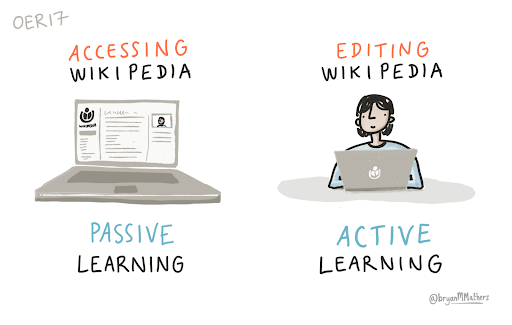 OER17
ACCESSING
WIKIPEDIA
PASSIVE
LEARNING
EDITING
WIKIPEDIA
ACTIVE
LEARNING
@bryanMMathers